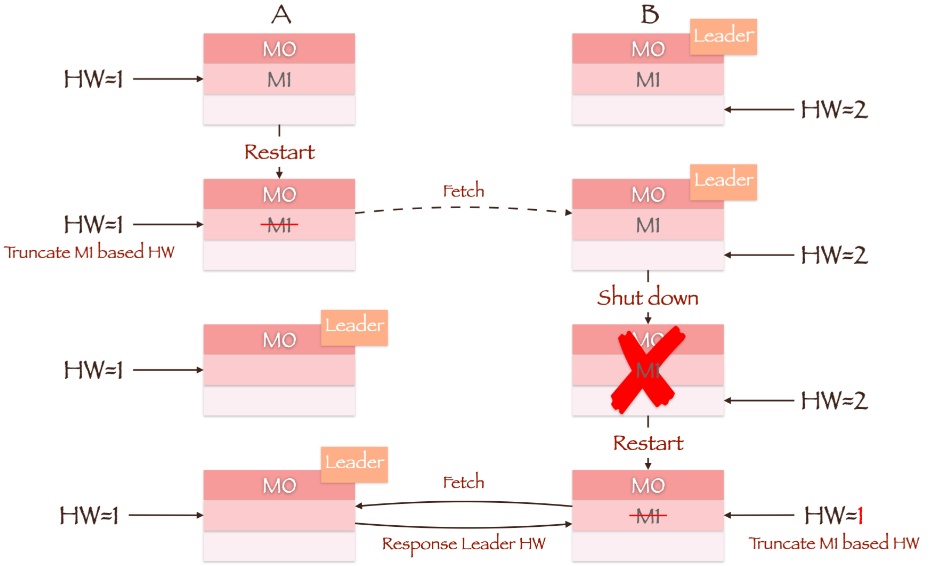 A
B
Leader
M0
M0
HW=1
M1
M1
HW=2
Restart
Leader
M0
Fetch
M0
HW=1
M1
M1
Truncate M1 based HW
HW=2
Shut down
Leader
M0
M0
HW=1
M1
HW=2
Restart
Leader
M0
Fetch
M0
HW=1
M1
HW=1
Response Leader HW
Truncate M1 based HW